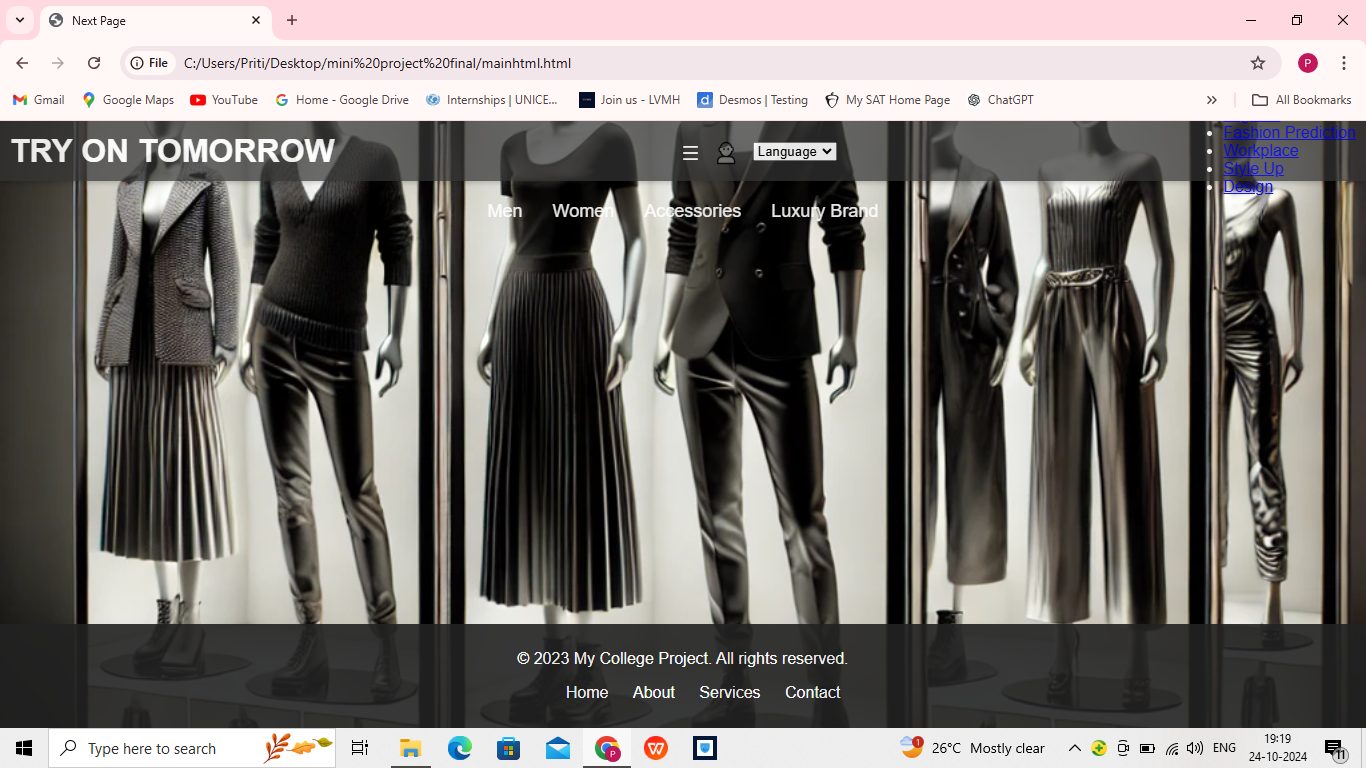 Next Page
File C:/Users/Priti/Desktop/mini%20project%20final/mainhtml.html P
Gmail Google Maps YouTube Home - Google Drive Internships | UNICE... Join us - LVMH Desmos | Testing My SAT Home Page ChatGPT All Bookmarks
TRY ON TOMORROW
Language
Fashion Prediction
Workplace
Style Up
Design
Men Women Accessories Luxury Brand
© 2023 My College Project. All rights reserved.
Home About Services Contact
Type here to search
26°C Mostly clear
ENG
19:19
24-10-2024
11